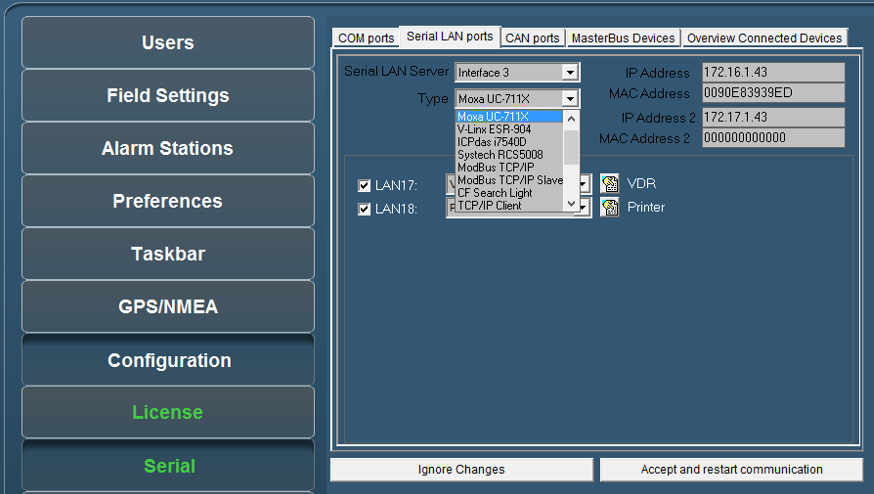 Users
Field Settings
Alarm Stations
Preferences
Taskbar
GPS/NMEA
Configuration
License
Serial
COM ports
Serial LAN ports
CAN ports
MasterBus Devices
Overview Connected Devices
Serial LAN Server
Interface 3
Type
Moxa UC-711X
Moxa UC-711X
V-Linx ESR-904
ICPdas i7540D
Systech RCS5008
ModBus TCP/IP
ModBus TCP/IP Slave
CF Search Light
TCP/IP Client
IP Address
172.16.1.43
MAC Address
0090E83939ED
IP Address 2
172.17.1.43
MAC Address 2
000000000000
LAN17:
VDR
LAN18:
Printer
Ignore Changes
Accept and restart communication